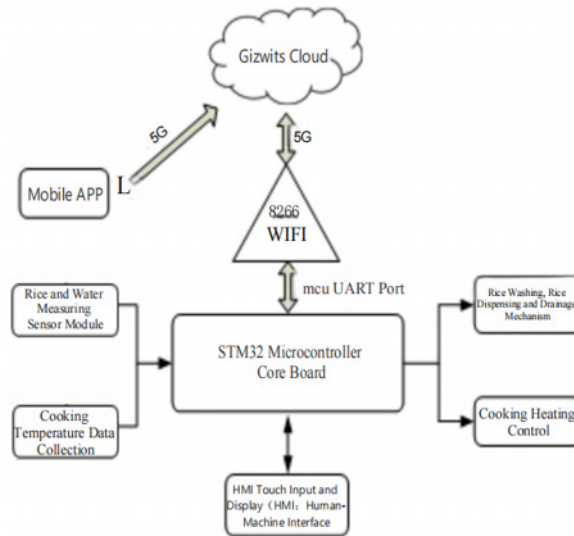 Gizwits Cloud
5G
5G
Mobile APP
L
8266
WIFI
mcu UART Port
Rice and Water
Measuring
Sensor Module
Rice Washing, Rice
Dispensing and Drainage
Mechanism
STM32 Microcontroller
Core Board
Cooking
Temperature Data
Collection
Cooking Heating
Control
HMI Touch Input and
Display（HMI：Human-
Machine Interface